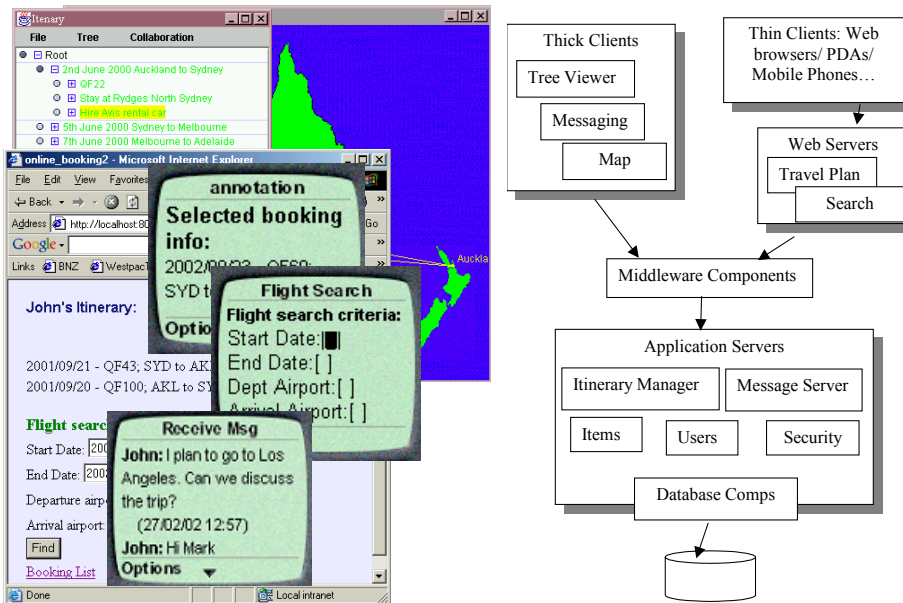 Itenary
File Tree Collaboration
Root
2nd June 2000 Auckland to Sydney
QF22
Stay at Rydges North Sydney
Hire Avis rental car
5th June 2000 Sydney to Melbourne
7th June 2000 Melbourne to Adelaide
Auckla
online_booking2 - Microsoft Internet Explorer
File Edit View Favorites
Back
Address http://localhost:80
Go
Google
Links BNZ Westpac
John's Itinerary:
2001/09/21 - QF43; SYD to AKL
2001/09/20 - QF100; AKL to SY
Flight search
Start Date: 200
End Date: 200
Departure airp
Arrival airport:
Find
Booking List
Done
Local intranet
annotation
Selected booking
info:
SYD to
Optio
Flight Search
Flight search criteria:
Start Date:[ ]
End Date:[ ]
Dept Airport:[ ]
Arrival Airport:[ ]
Receive Msg
John: I plan to go to Los
Angeles. Can we discuss
the trip?
(27/02/02 12:57)
John: Hi Mark
Options
Thick Clients
Tree Viewer
Messaging
Map
Thin Clients: Web
browsers/ PDAs/
Mobile Phones…
Web Servers
Travel Plan
Search
Middleware Components
Application Servers
Itinerary Manager
Message Server
Items
Users
Security
Database Comps